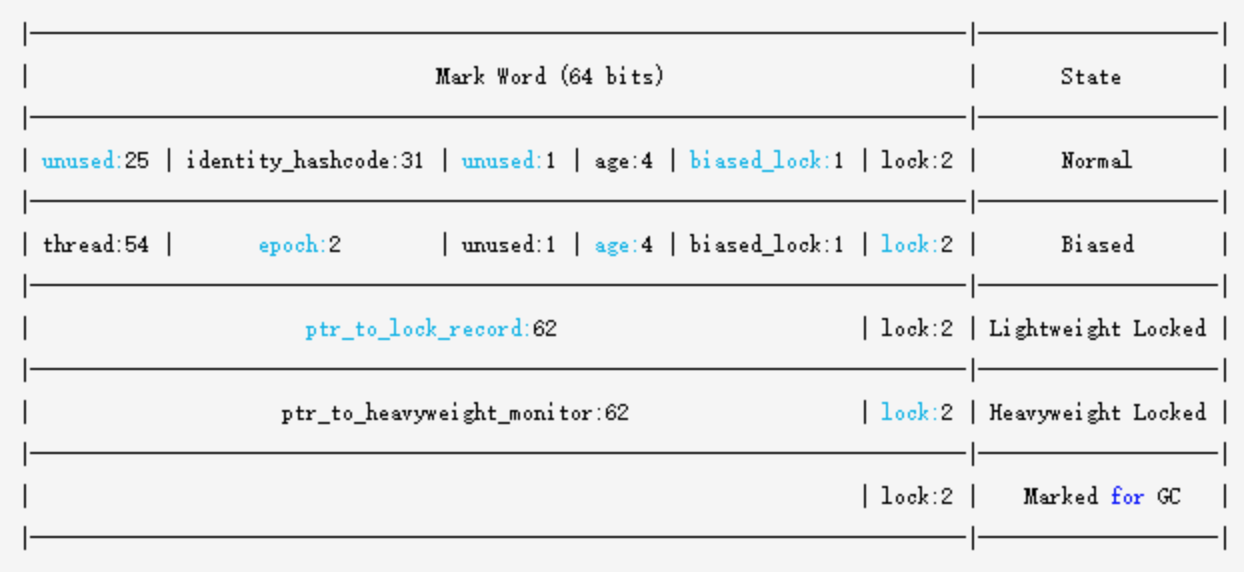 |--------------------------------------------------------------|--------------------|
| Mark Word (64 bits) | State |
|--------------------------------------------------------------|--------------------|
| unused:25 | identity_hashcode:31 | unused:1 | age:4 | biased_lock:1 | lock:2 | Normal |
|--------------------------------------------------------------|--------------------|
| thread:54 | epoch:2 | unused:1 | age:4 | biased_lock:1 | lock:2 | Biased |
|--------------------------------------------------------------|--------------------|
| ptr_to_lock_record:62 | lock:2 | Lightweight Locked |
|--------------------------------------------------------------|--------------------|
| ptr_to_heavyweight_monitor:62 | lock:2 | Heavyweight Locked |
|--------------------------------------------------------------|--------------------|
| | lock:2 | Marked for GC |
|--------------------------------------------------------------|--------------------|